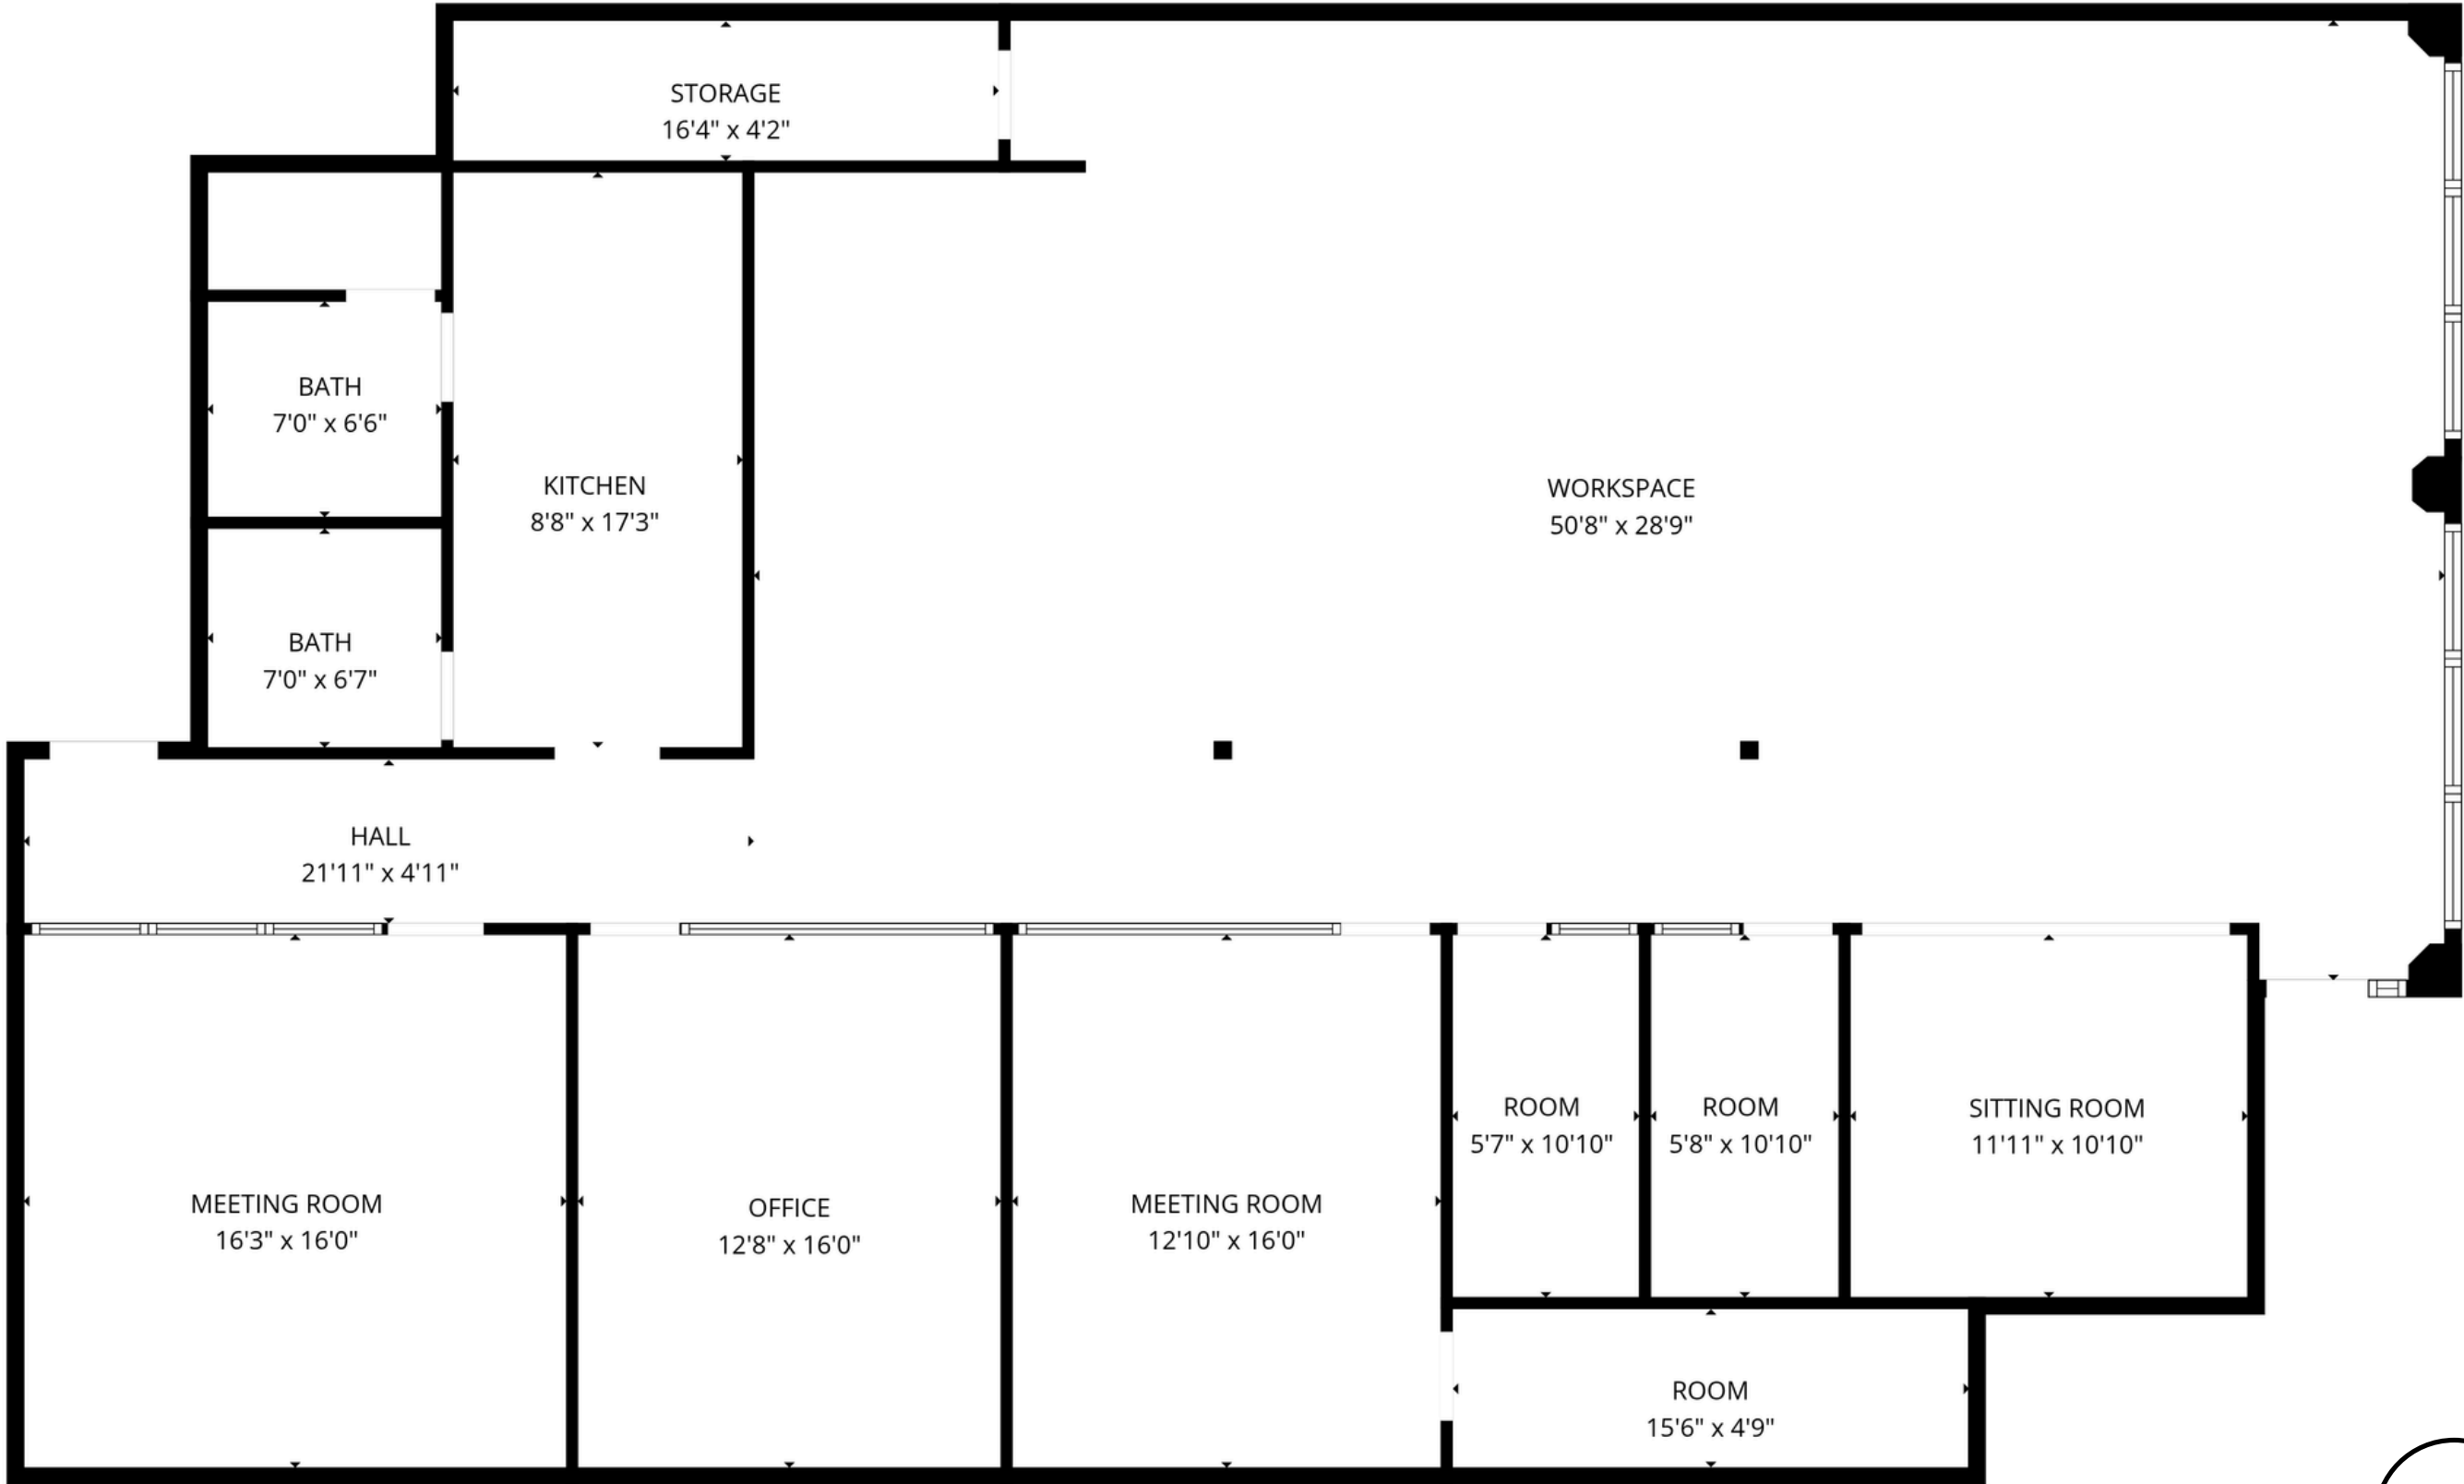 STORAGE
16'4" x 4'2"
BATH
7'0" x 6'6"
KITCHEN
8'8" x 17'3"
WORKSPACE
50'8" x 28'9"
BATH
7'0" x 6'7"
HALL
21'11" x 4'11"
MEETING ROOM
16'3" x 16'0"
OFFICE
12'8" x 16'0"
MEETING ROOM
12'10" x 16'0"
ROOM
5'7" x 10'10"
ROOM
5'8" x 10'10"
SITTING ROOM
11'11" x 10'10"
ROOM
15'6" x 4'9"